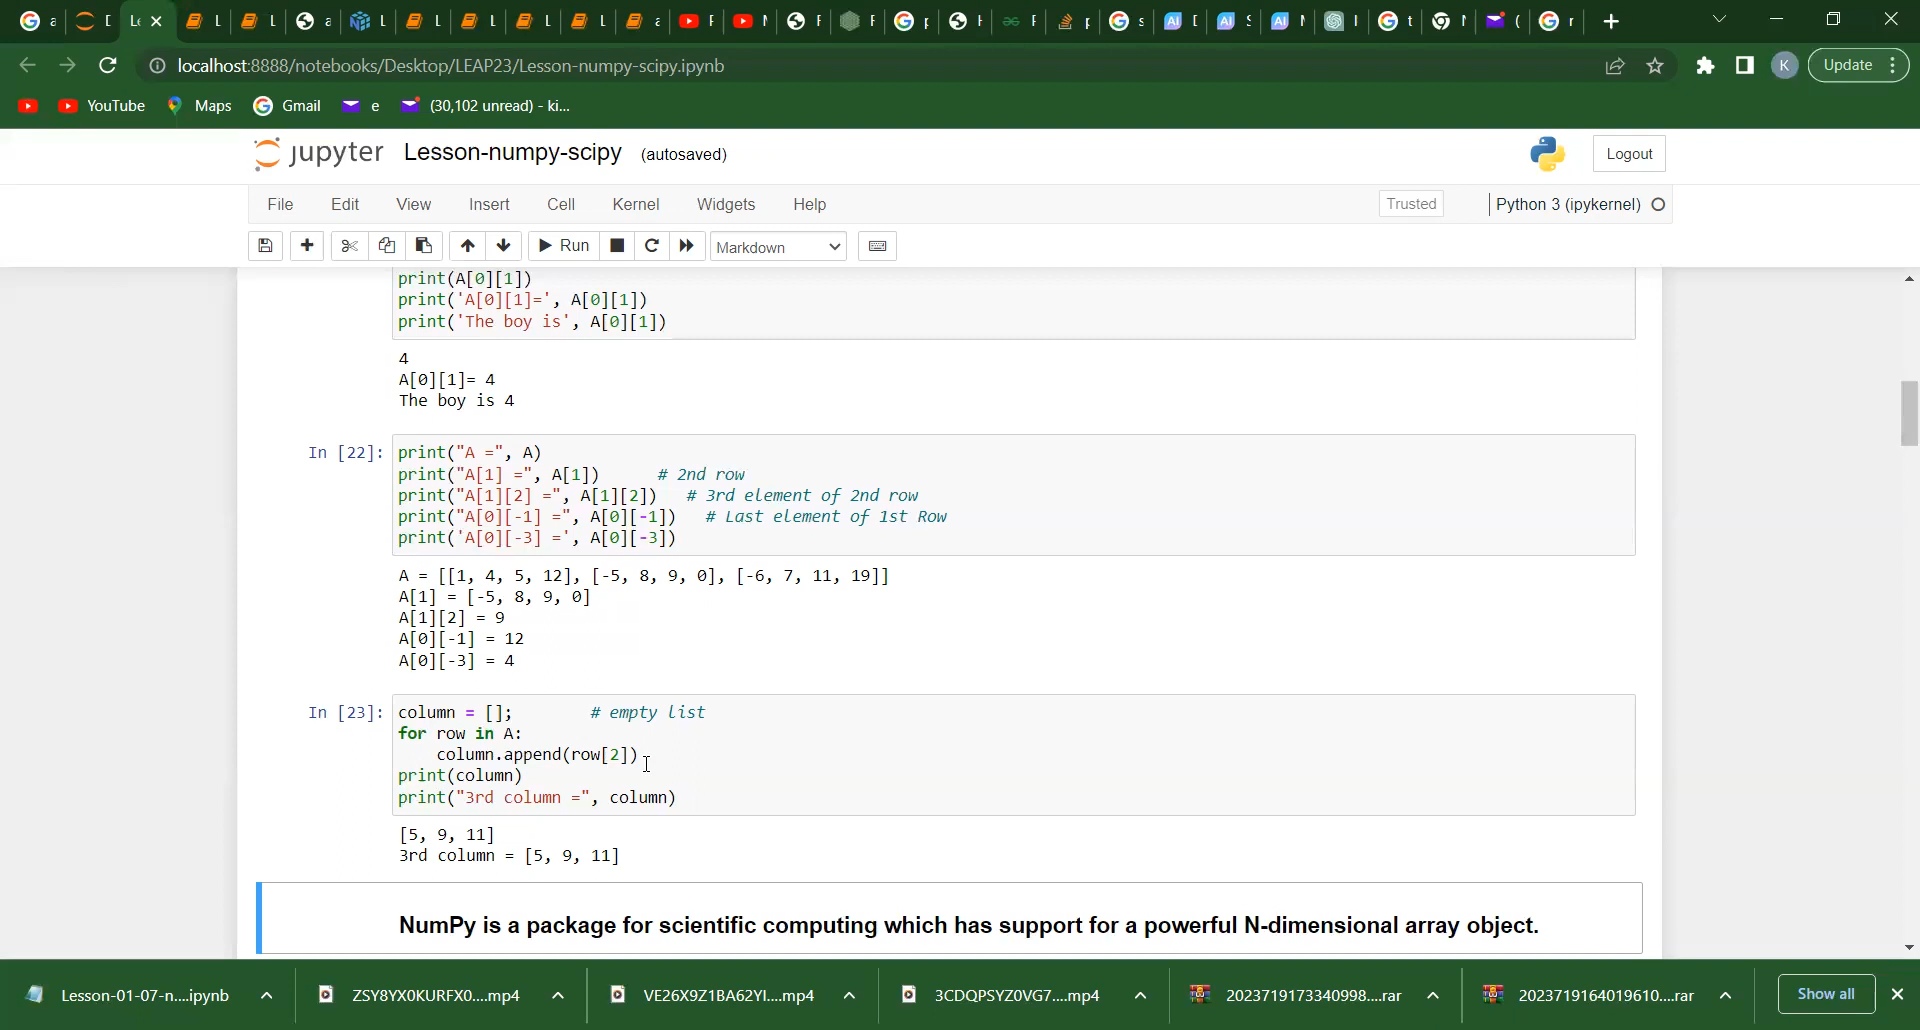 localhost:8888/notebooks/Desktop/LEAP23/Lesson-numpy-scipy.ipynb
K
Update
YouTube
Maps
Gmail
e
(30,102 unread) - ki...
jupyter
Lesson-numpy-scipy
(autosaved)
Logout
File Edit View Insert Cell Kernel Widgets Help
Trusted
Python 3 (ipykernel)
Run
Markdown
print(A[0][1])
print('A[0][1]=', A[0][1])
print('The boy is', A[0][1])
4
A[0][1]= 4
The boy is 4
In [22]:
print("A =", A)
print("A[1] =", A[1])      # 2nd row
print("A[1][2] =", A[1][2])   # 3rd element of 2nd row
print("A[0][-1] =", A[0][-1])   # Last element of 1st Row
print('A[0][-3] =', A[0][-3])
A = [[1, 4, 5, 12], [-5, 8, 9, 0], [-6, 7, 11, 19]]
A[1] = [-5, 8, 9, 0]
A[1][2] = 9
A[0][-1] = 12
A[0][-3] = 4
In [23]:
column = [];        # empty list
for row in A:
    column.append(row[2])
print(column)
print("3rd column =", column)
[5, 9, 11]
3rd column = [5, 9, 11]
NumPy is a package for scientific computing which has support for a powerful N-dimensional array object.
Lesson-01-07-n....ipynb
ZSY8YX0KURFX0....mp4
VE26X9Z1BA62YI....mp4
3CDQPSYZ0VG7....mp4
2023719173340998....rar
2023719164019610....rar
Show all